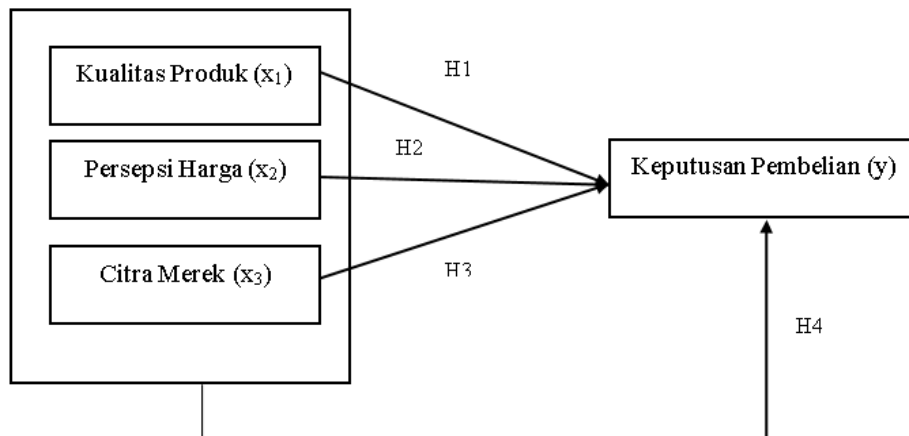 Kualitas Produk (x₁)
H1
H2
Persepsi Harga (x₂)
Keputusan Pembelian (y)
Citra Merek (x₃)
H3
H4